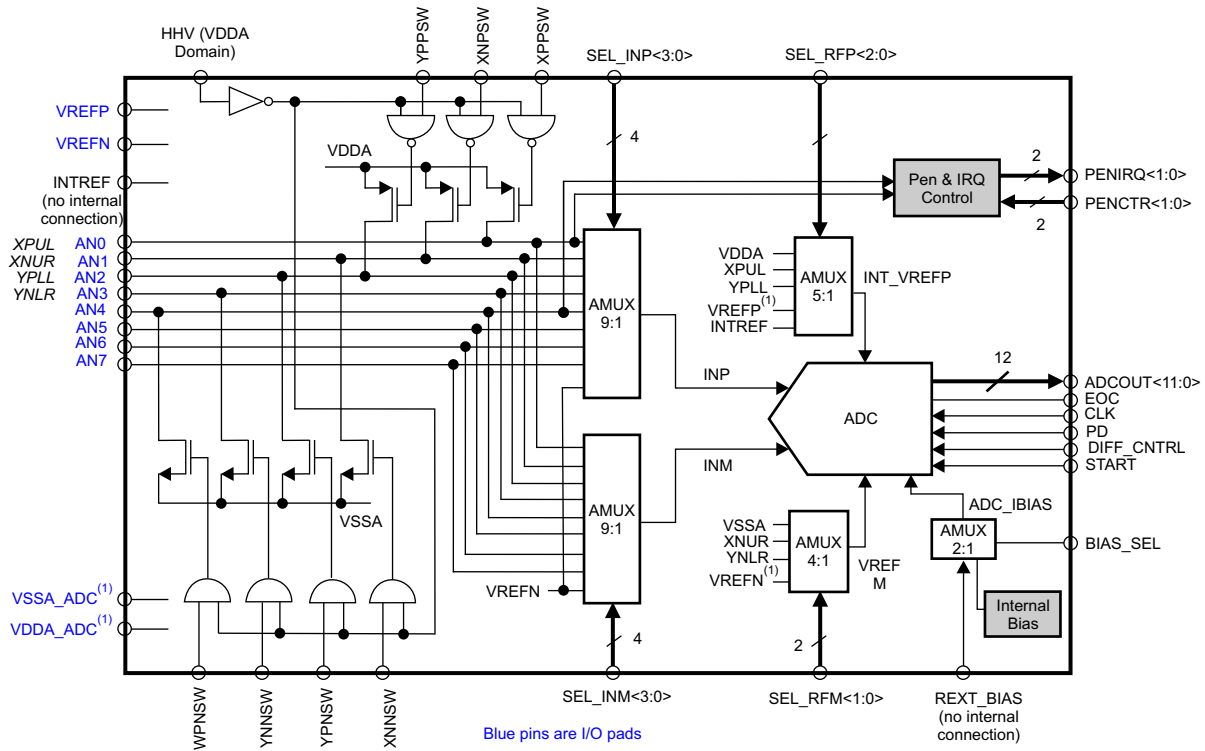 HHV (VDDA
Domain)
YPPSW
XNPSW
XPPSW
SEL_INP<3:0>
SEL_RFP<2:0>
VREFP
VREFN
INTREF
(no internal
connection)
XPUL AN0
XNUR AN1
YPLL AN2
YNLR AN3
AN4
AN5
AN6
AN7
VDDA
4
Pen & IRQ
Control
2
PENIRQ<1:0>
PENCTR<1:0>
2
VDDA
XPUL
YPLL
VREFP(1)
INTREF
AMUX
5:1
INT_VREFP
AMUX
9:1
INP
ADC
12
ADCOUT<11:0>
EOC
CLK
PD
DIFF_CNTRL
START
INM
AMUX
9:1
VSSA
VREFN
VSSA
XNUR
YNLR
VREFN(1)
AMUX
4:1
VREF
M
ADC_IBIAS
AMUX
2:1
BIAS_SEL
Internal
Bias
VSSA_ADC(1)
VDDA_ADC(1)
4
2
WPNSW
YNNSW
YPNSW
XNNSW
SEL_INM<3:0>
SEL_RFM<1:0>
REXT_BIAS
(no internal
connection)
Blue pins are I/O pads